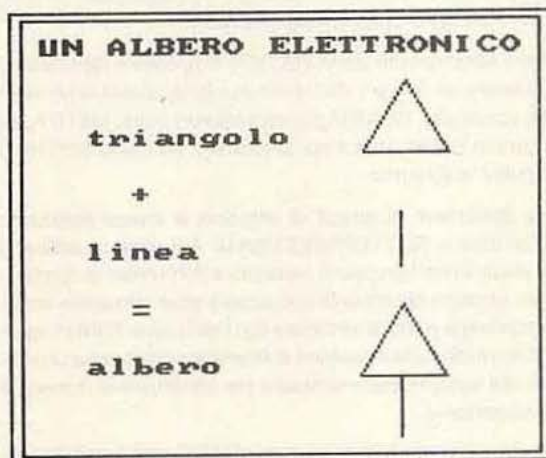 UN ALBERO ELETTRONICO
triangolo
+
linea
=
albero